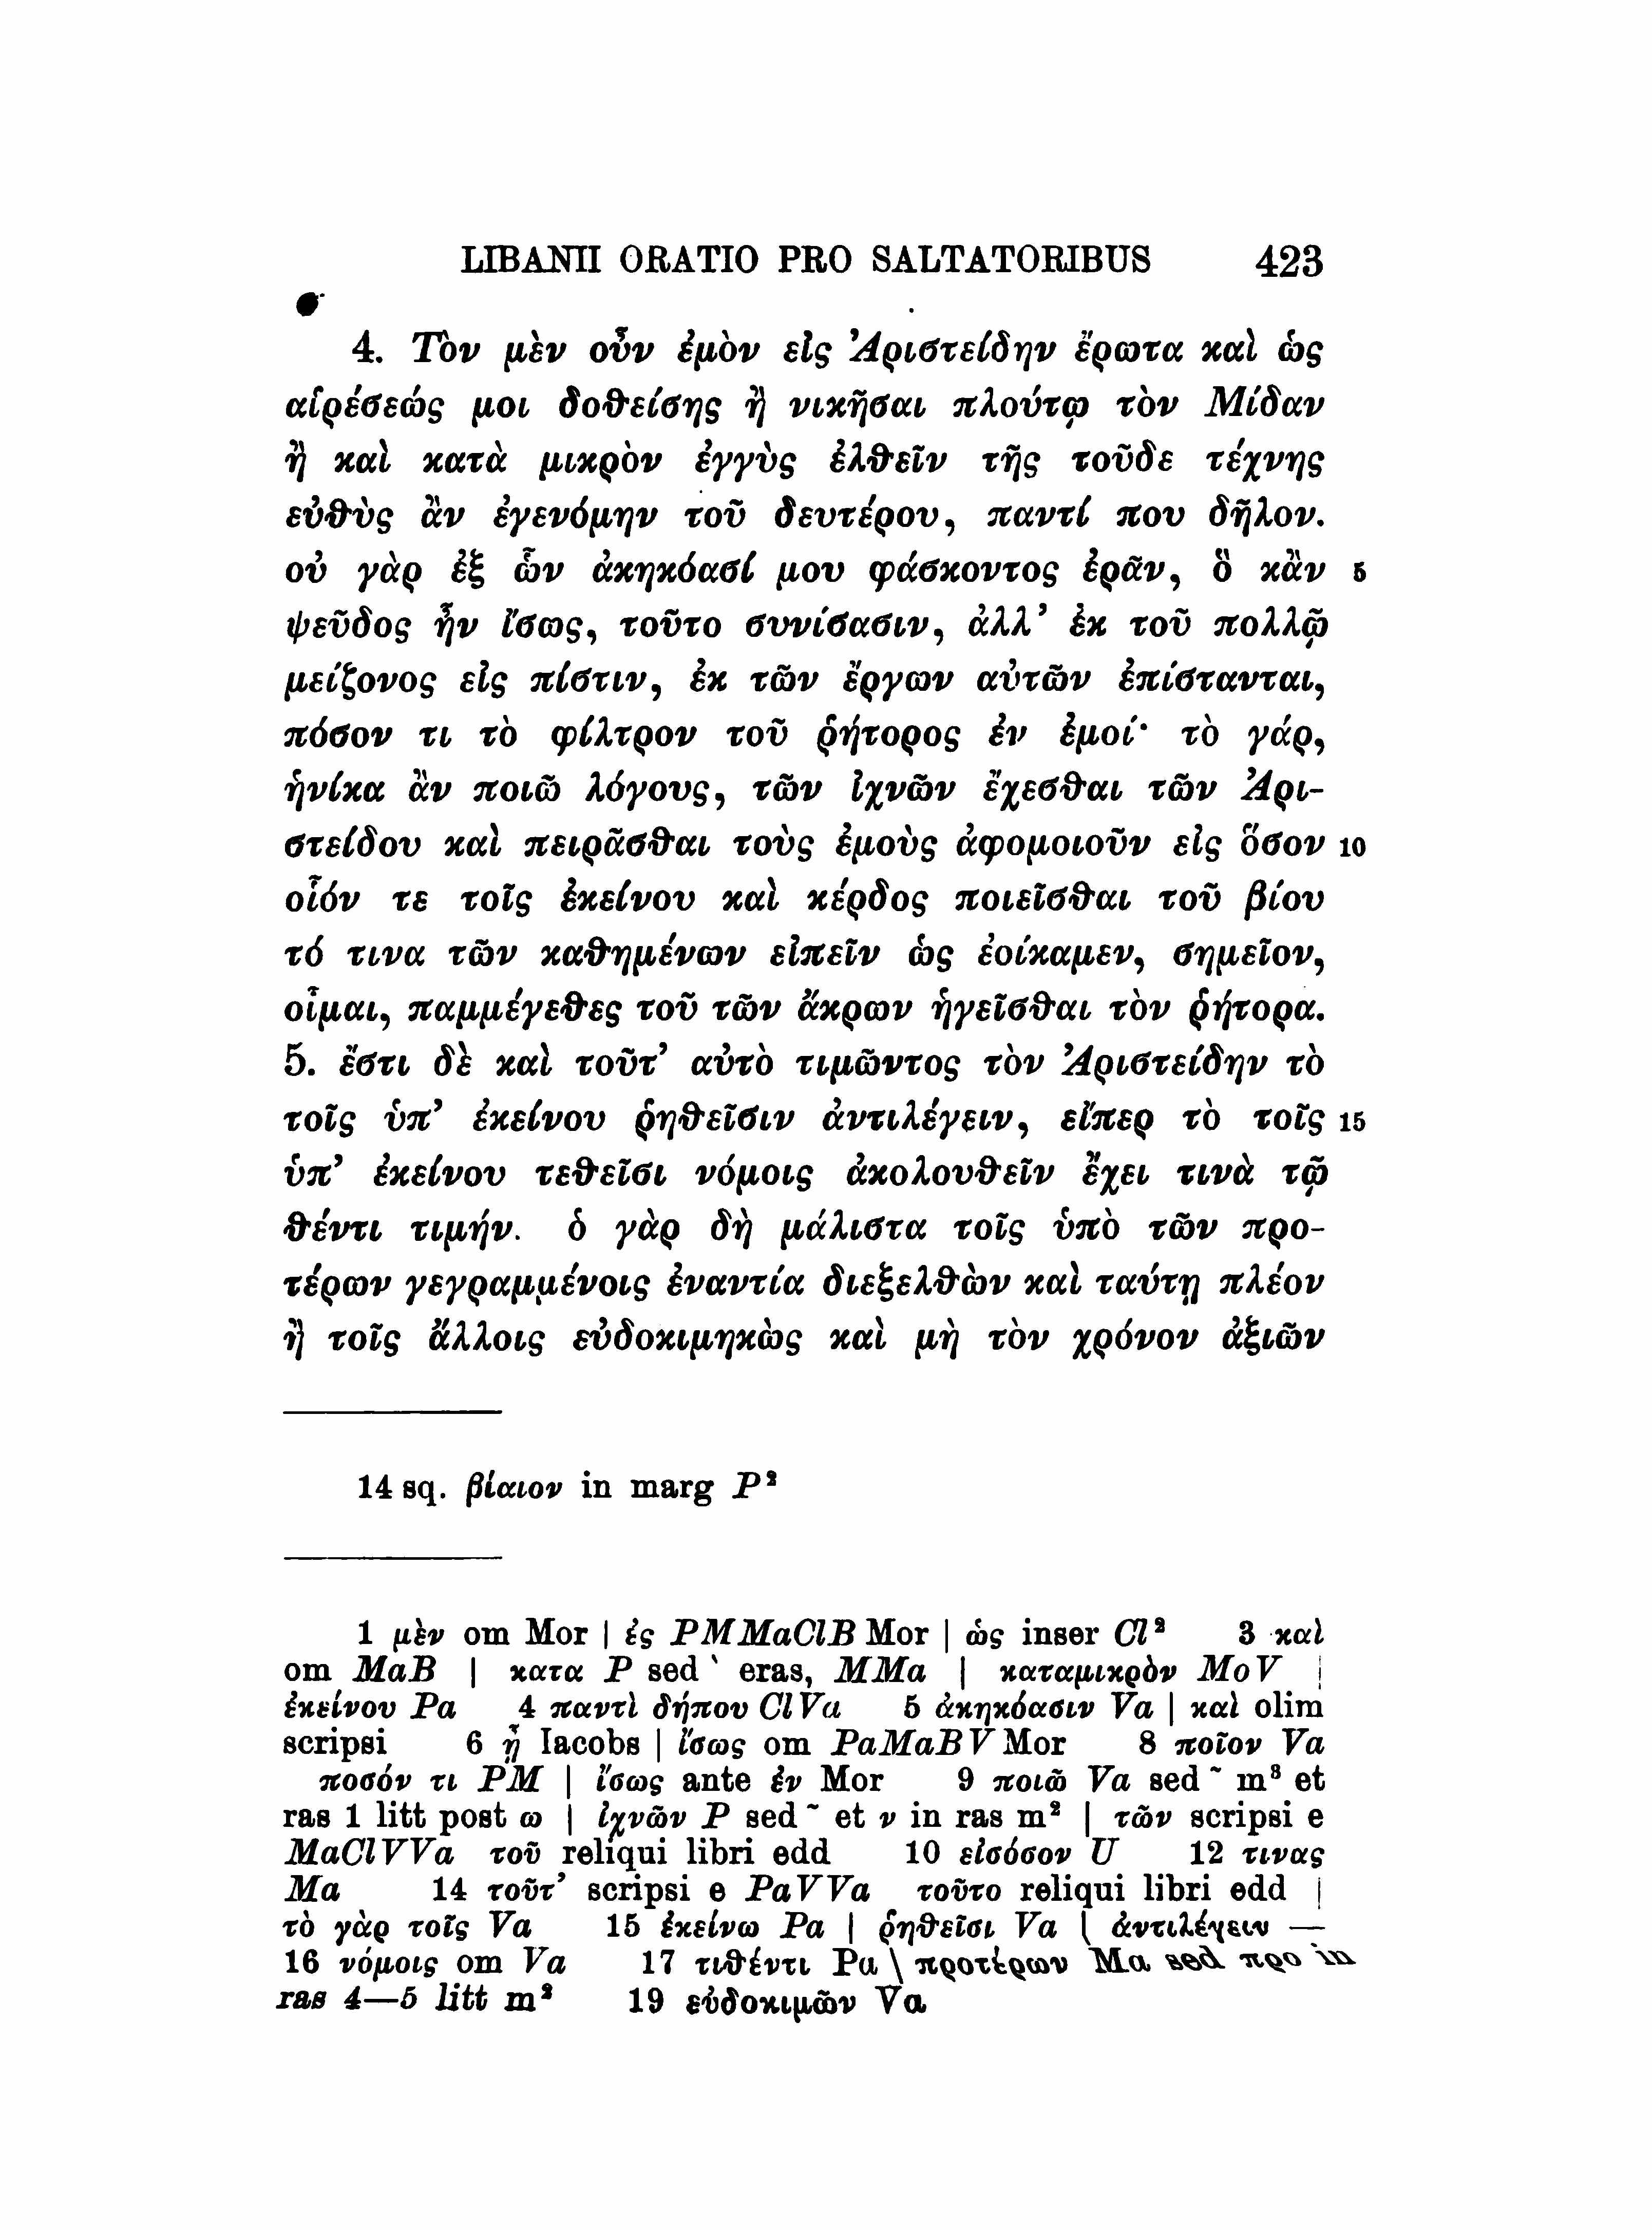 LIBANII ORATIO PRO SALTATORIBUS 423
4. Τὸν μὲν οὖν ἐμὸν εἰς Ἀριστείδην ἔρωτα καὶ ὡς
αἱρέσεώς μοι δοθείσης ἢ νικῆσαι πλούτῳ τὸν Μίδαν
ἢ καὶ κατὰ μικρὸν ἐγγὺς ἐλθεῖν τῆς τοῦδε τέχνης
εὐθὺς ἂν ἐγενόμην τοῦ δευτέρου, παντί που δῆλον.
οὐ γὰρ ἐξ ὧν ἀκηκόασί μου φάσκοντος ἐρᾶν, ὃ κἂν 5
ψεῦδος ἦν ἴσως, τοῦτο συνίσασιν, ἀλλ’ ἐκ τοῦ πολλῷ
μείζονος εἰς πίστιν, ἐκ τῶν ἔργων αὐτῶν ἐπίστανται,
πόσον τι τὸ φίλτρον τοῦ ῥήτορος ἐν ἐμοί· τὸ γάρ,
ἡνίκα ἂν ποιῶ λόγους, τῶν ἰχνῶν ἔχεσθαι τῶν Ἀρι-
στείδου καὶ πειρᾶσθαι τοὺς ἐμοὺς ἀφομοιοῦν εἰς ὅσον 10
οἷόν τε τοῖς ἐκείνου καὶ κέρδος ποιεῖσθαι τοῦ βίου
τό τινα τῶν καθημένων εἰπεῖν ὡς ἐοίκαμεν, σημεῖον,
οἶμαι, παμμέγεθες τοῦ τῶν ἄκρων ἡγεῖσθαι τὸν ῥήτορα.
5. ἔστι δὲ καὶ τοῦτ’ αὐτὸ τιμῶντος τὸν Ἀριστείδην τὸ
τοῖς ὑπ’ ἐκείνου ῥηθεῖσιν ἀντιλέγειν, εἴπερ τὸ τοῖς 15
ὑπ’ ἐκείνου τεθεῖσι νόμοις ἀκολουθεῖν ἔχει τινὰ τῷ
θέντι τιμήν. ὁ γὰρ δὴ μάλιστα τοῖς ὑπὸ τῶν προ-
τέρων γεγραμμένοις ἐναντία διεξελθὼν καὶ ταύτῃ πλέον
ἢ τοῖς ἄλλοις εὐδοκιμηκὼς καὶ μὴ τὸν χρόνον ἀξιῶν
14 sq. βίαιον in marg P²
1 μὲν om Mor | ἐς PMMaClB Mor | ὡς inser Cl² 3 καὶ
om MaB | κατα P sed ` eras, MMa | καταμικρὸν MoV |
ἐκείνου Pa 4 παντὶ δήπου ClVa 5 ἀκηκόασιν Va | καὶ olim
scripsi 6 ᾖ Iacobs | ἴσως om PaMaBV Mor 8 ποῖον Va
ποσόν τι PM | ἴσως ante ἐν Mor 9 ποιῶ Va sed ~ m³ et
ras 1 litt post ω | ἰχνῶν P sed ~ et ν in ras m² | τῶν scripsi e
MaClVVa τοῦ reliqui libri edd 10 εἰσόσον U 12 τινας
Ma 14 τοῦτ’ scripsi e PaVVa τοῦτο reliqui libri edd |
τὸ γὰρ τοῖς Va 15 ἐκείνω Pa | ῥηθεῖσι Va | ἀντιλέγειν —
16 νόμοις om Va 17 τιθέντι Pa | προτέρων Ma sed προ in
ras 4—5 litt m² 19 εὐδοκιμῶν Va